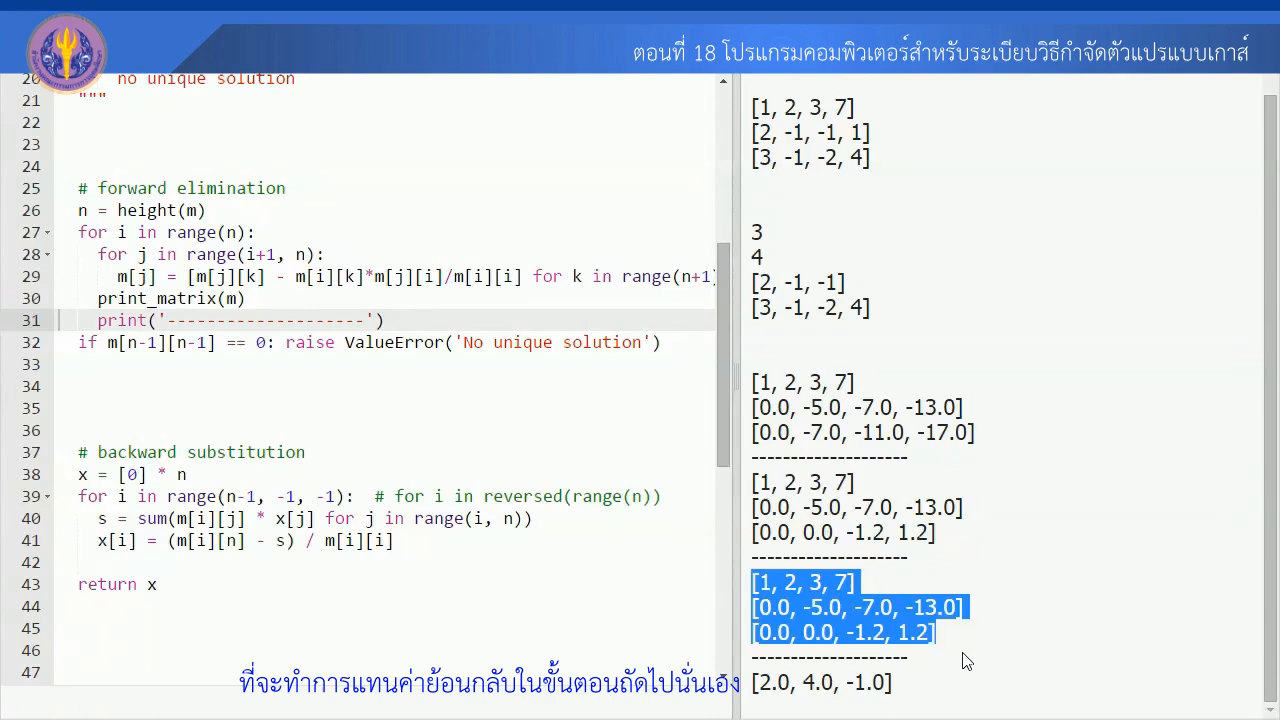 ตอนที่ 18 โปรแกรมคอมพิวเตอร์สำหรับระเบียบวิธีกำจัดตัวแปรแบบเกาส์
20 no unique solution
21 """
22
23
24
25 # forward elimination
26 n = height(m)
27 for i in range(n):
28 for j in range(i+1, n):
29 m[j] = [m[j][k] - m[i][k]*m[j][i]/m[i][i] for k in range(n+1)
30 print_matrix(m)
31 print('--------------------')
32 if m[n-1][n-1] == 0: raise ValueError('No unique solution')
33
34
35
36
37 # backward substitution
38 x = [0] * n
39 for i in range(n-1, -1, -1): # for i in reversed(range(n))
40 s = sum(m[i][j] * x[j] for j in range(i, n))
41 x[i] = (m[i][n] - s) / m[i][i]
42
43 return x
44
45
46
47
[1, 2, 3, 7]
[2, -1, -1, 1]
[3, -1, -2, 4]
3
4
[2, -1, -1]
[3, -1, -2, 4]
[1, 2, 3, 7]
[0.0, -5.0, -7.0, -13.0]
[0.0, -7.0, -11.0, -17.0]
--------------------
[1, 2, 3, 7]
[0.0, -5.0, -7.0, -13.0]
[0.0, 0.0, -1.2, 1.2]
--------------------
[1, 2, 3, 7]
[0.0, -5.0, -7.0, -13.0]
[0.0, 0.0, -1.2, 1.2]
--------------------
[2.0, 4.0, -1.0]
ที่จะทำการแทนค่าย้อนกลับในขั้นตอนถัดไปนั่นเอง